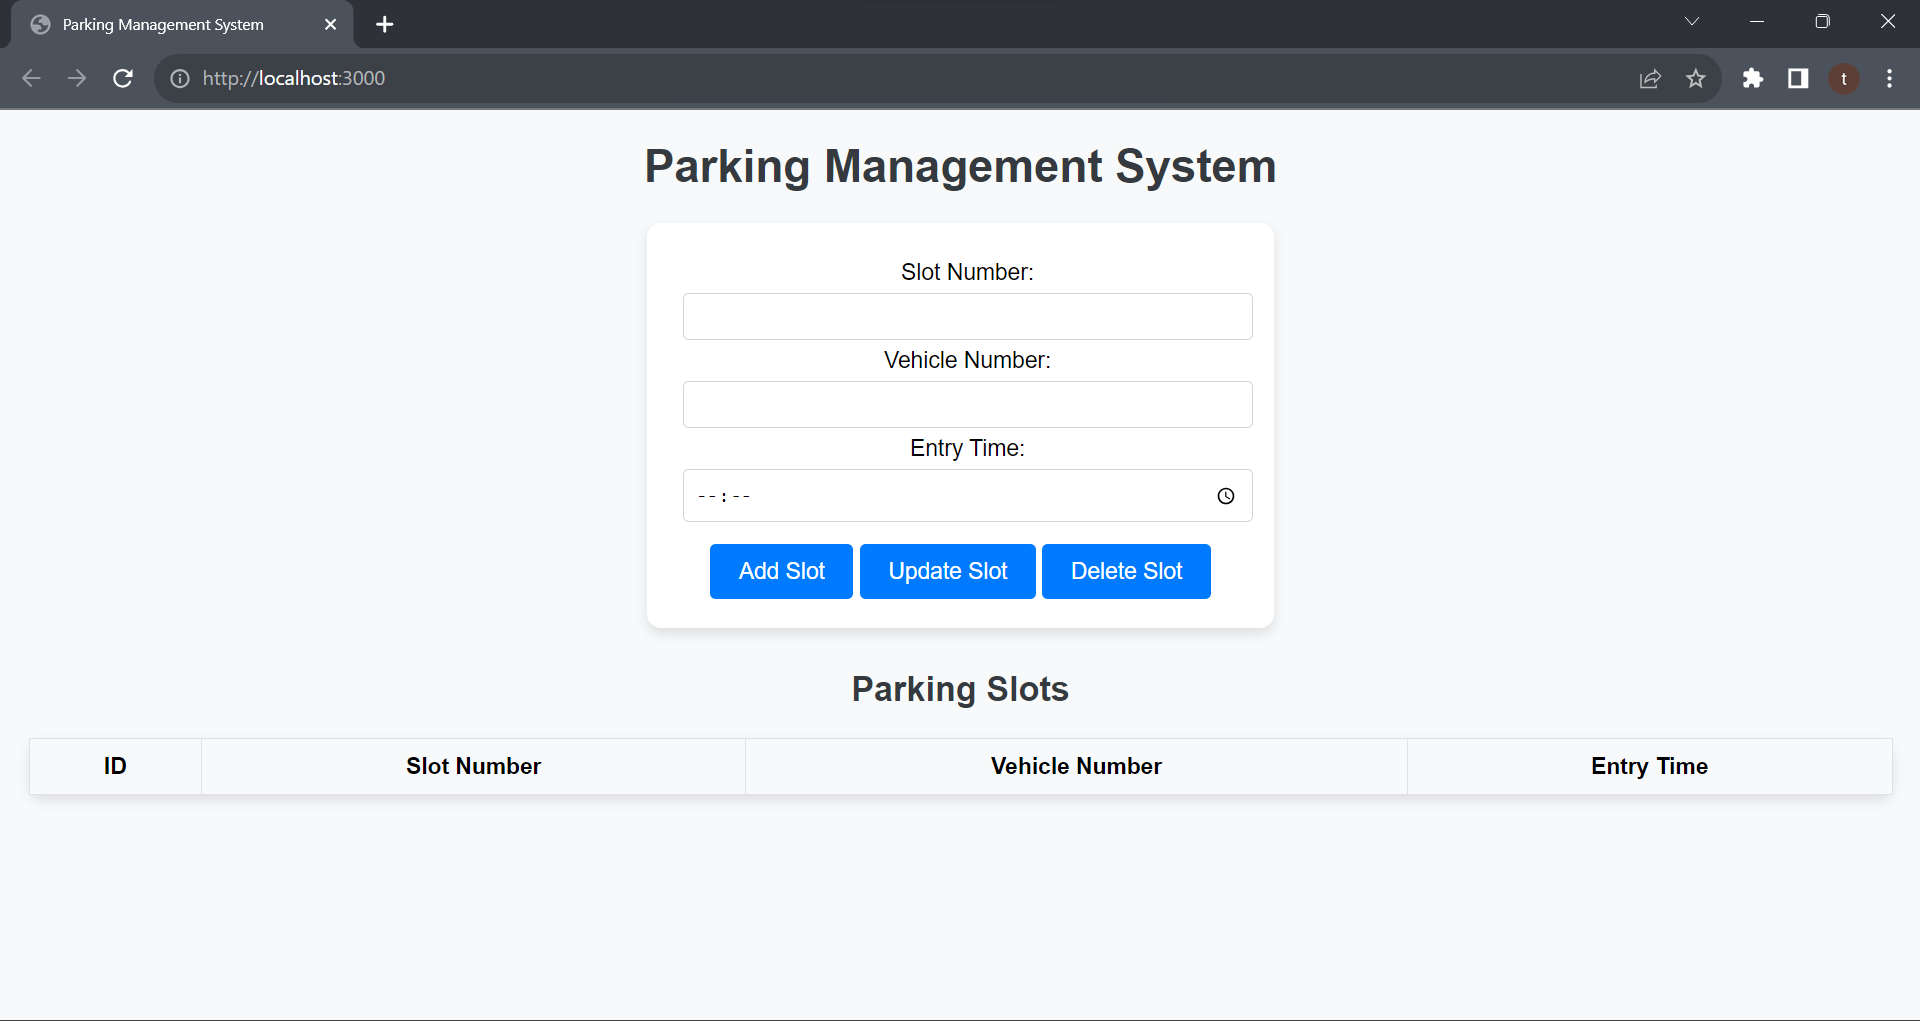 Parking Management System
http://localhost:3000
t
Parking Management System
Slot Number:
Vehicle Number:
Entry Time:
--:--
Add Slot Update Slot Delete Slot
Parking Slots
ID Slot Number Vehicle Number Entry Time